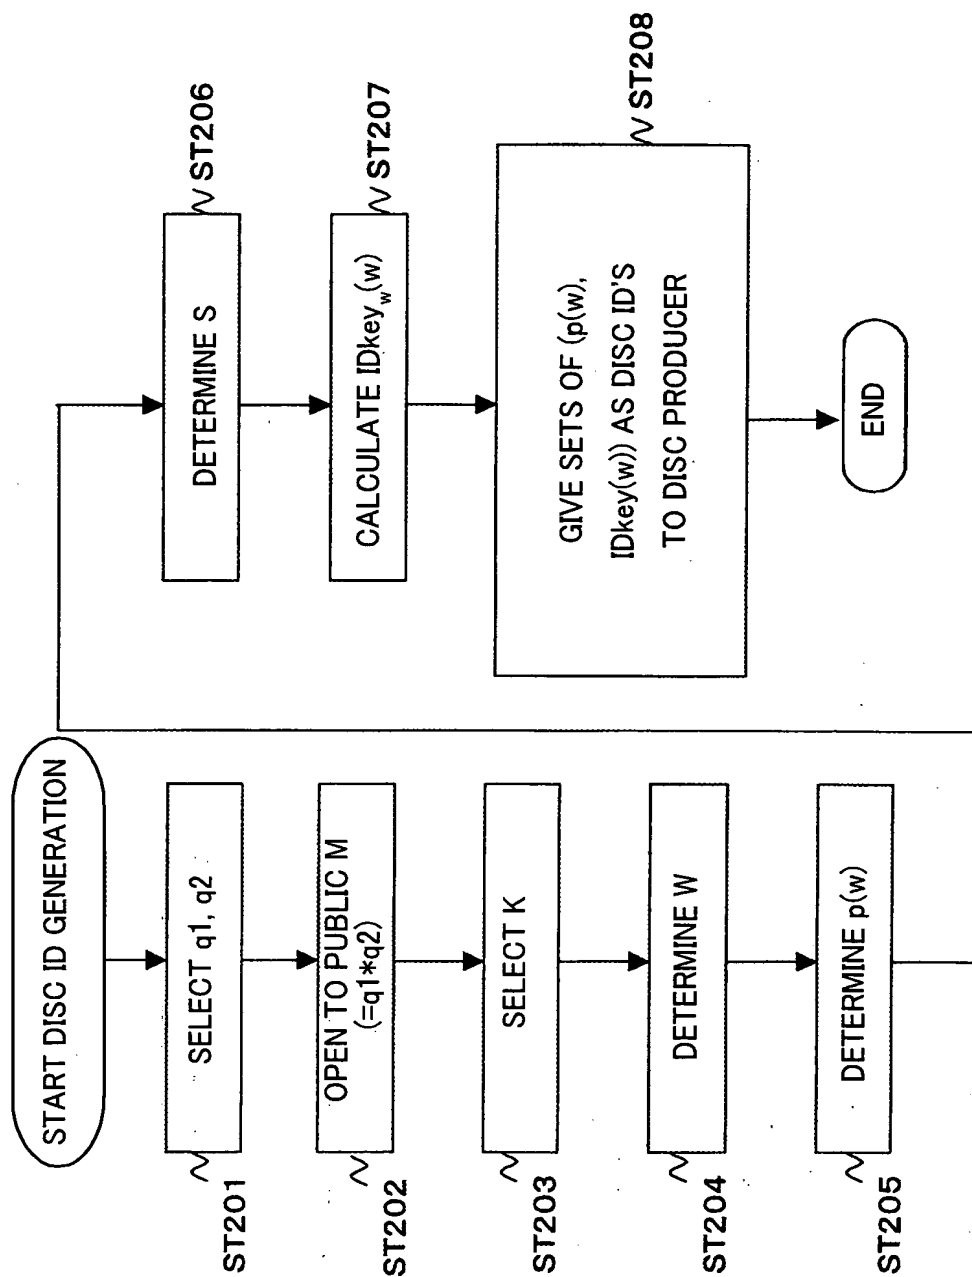 START DISC ID GENERATION
ST201
SELECT q1, q2
ST202
OPEN TO PUBLIC M
(=q1*q2)
ST203
SELECT K
ST204
DETERMINE W
ST205
DETERMINE p(w)
DETERMINE S
ST206
CALCULATE IDkey_w(w)
ST207
GIVE SETS OF (p(w),
IDkey(w)) AS DISC ID'S
TO DISC PRODUCER
ST208
END